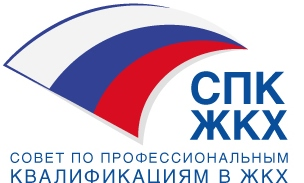 СПК
ЖКХ
СОВЕТ ПО ПРОФЕССИОНАЛЬНЫМ
КВАЛИФИКАЦИЯМ В ЖКХ